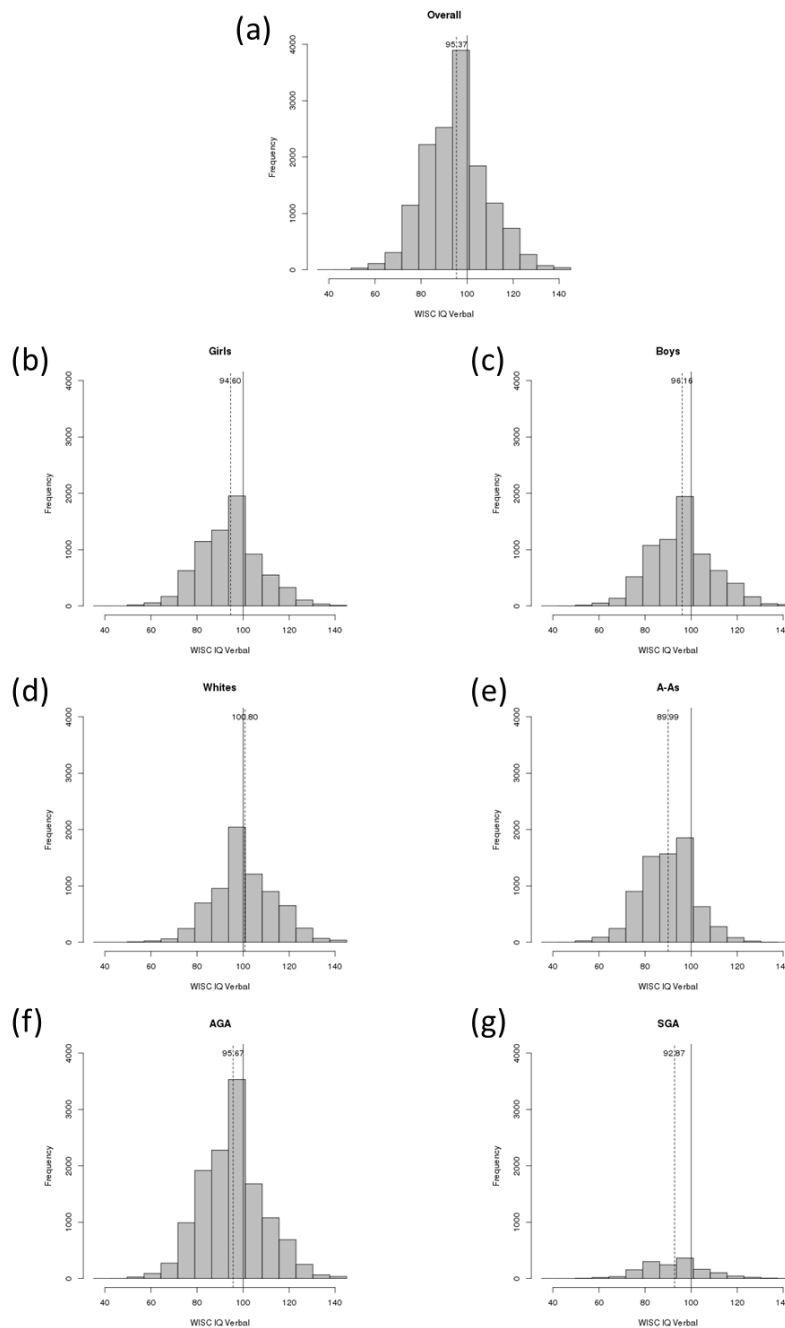 (a)
Overall
95.37
Frequency
0 1000 2000 3000 4000
40 60 80 100 120 140
WISC IQ Verbal
(b)
Girls
94.60
Frequency
0 1000 2000 3000 4000
40 60 80 100 120 140
WISC IQ Verbal
(c)
Boys
96.16
Frequency
0 1000 2000 3000 4000
40 60 80 100 120 140
WISC IQ Verbal
(d)
Whites
100.80
Frequency
0 1000 2000 3000 4000
40 60 80 100 120 140
WISC IQ Verbal
(e)
A-As
89.99
Frequency
0 1000 2000 3000 4000
40 60 80 100 120 140
WISC IQ Verbal
(f)
AGA
95.67
Frequency
0 1000 2000 3000 4000
40 60 80 100 120 140
WISC IQ Verbal
(g)
SGA
92.87
Frequency
0 1000 2000 3000 4000
40 60 80 100 120 140
WISC IQ Verbal